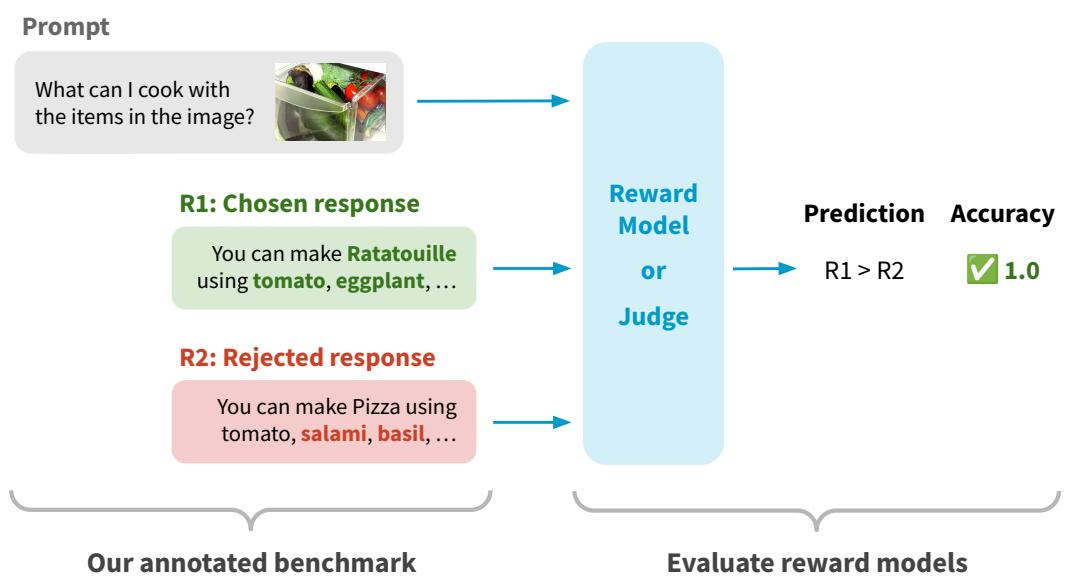 Prompt
What can I cook with
the items in the image?
R1: Chosen response
You can make Ratatouille
using tomato, eggplant, …
R2: Rejected response
You can make Pizza using
tomato, salami, basil, …
Reward
Model
or
Judge
Prediction Accuracy
R1 > R2 ✅ 1.0
Our annotated benchmark
Evaluate reward models